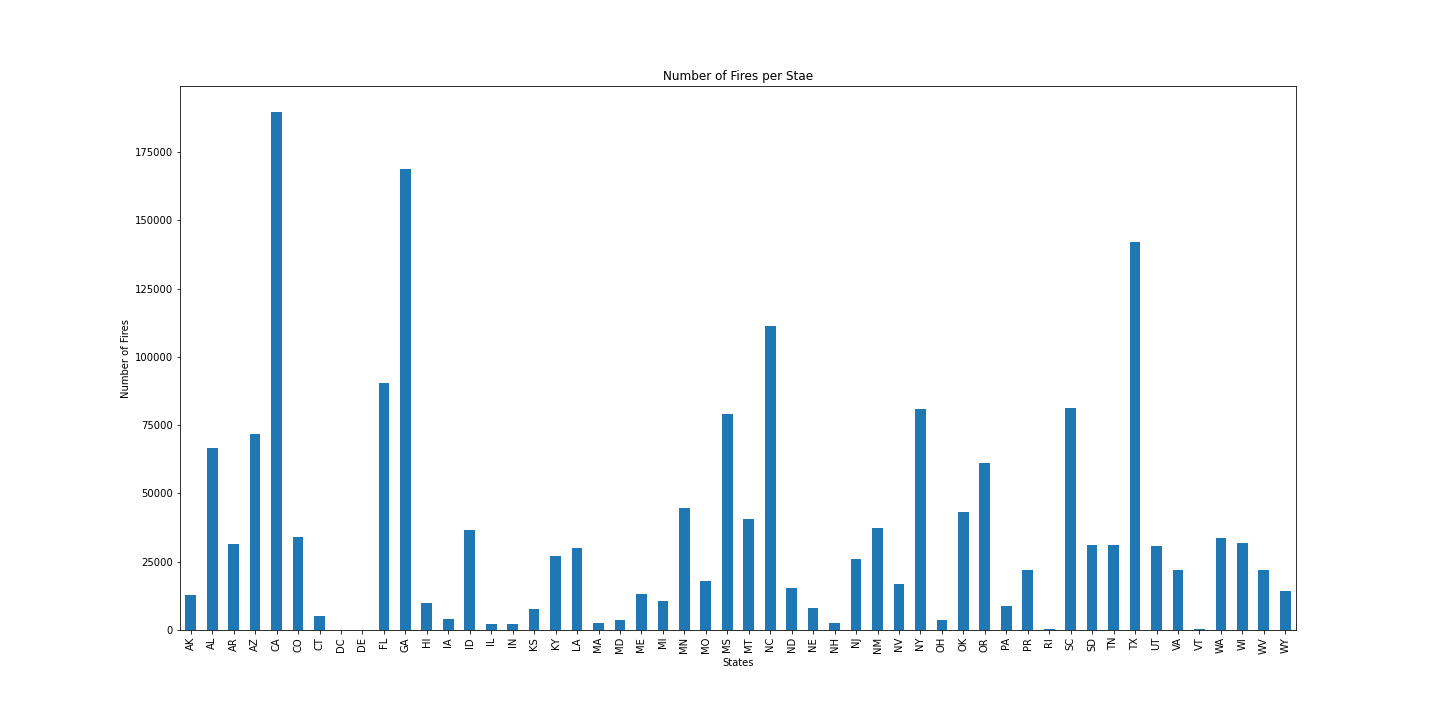 Number of Fires per Stae
175000
150000
125000
100000
75000
50000
25000
0
Number of Fires
AK AL AR AZ CA CO CT DC DE FL GA HI IA ID IL IN KS KY LA MA MD ME MI MN MO MS MT NC ND NE NH NJ NM NV NY OH OK OR PA PR RI SC SD TN TX UT VA VT WA WI WV WY
States